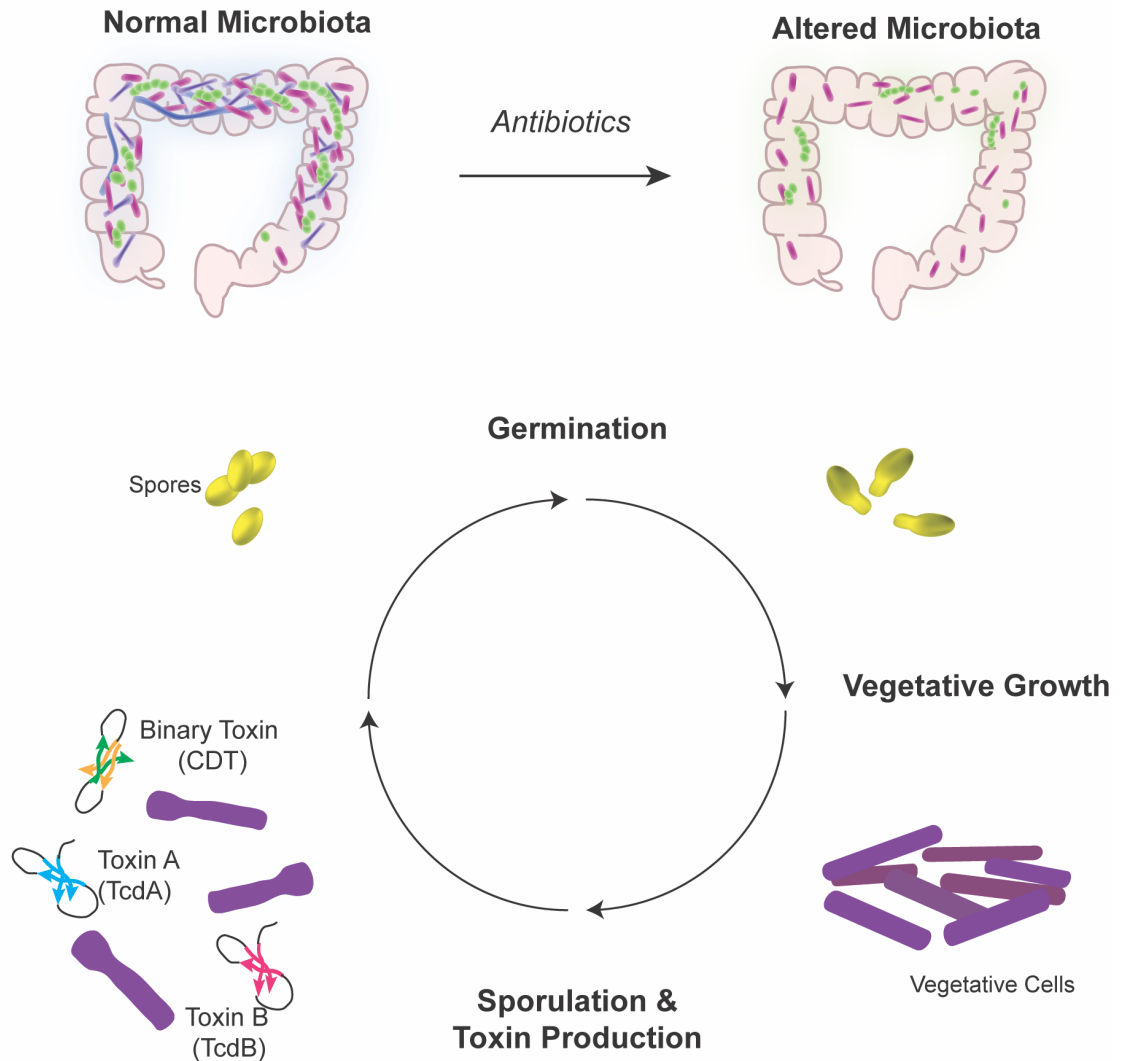 Normal Microbiota
Altered Microbiota
Antibiotics
Germination
Spores
Vegetative Growth
Binary Toxin
(CDT)
Toxin A
(TcdA)
Toxin B
(TcdB)
Vegetative Cells
Sporulation &
Toxin Production